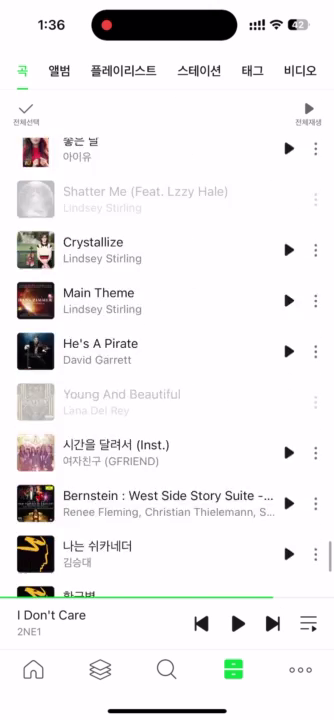 1:36
42
곡 앨범 플레이리스트 스테이션 태그 비디오
전체선택 전체재생
좋은 날
아이유
Shatter Me (Feat. Lzzy Hale)
Lindsey Stirling
Crystallize
Lindsey Stirling
Main Theme
Lindsey Stirling
He's A Pirate
David Garrett
Young And Beautiful
Lana Del Rey
시간을 달려서 (Inst.)
여자친구 (GFRIEND)
Bernstein : West Side Story Suite -...
Renee Fleming, Christian Thielemann, S...
나는 쉬카네더
김승대
황금별
I Don't Care
2NE1